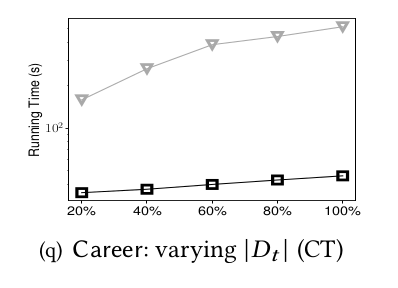 Running Time (s)
10²
20% 40% 60% 80% 100%
(q) Career: varying |D_t| (CT)